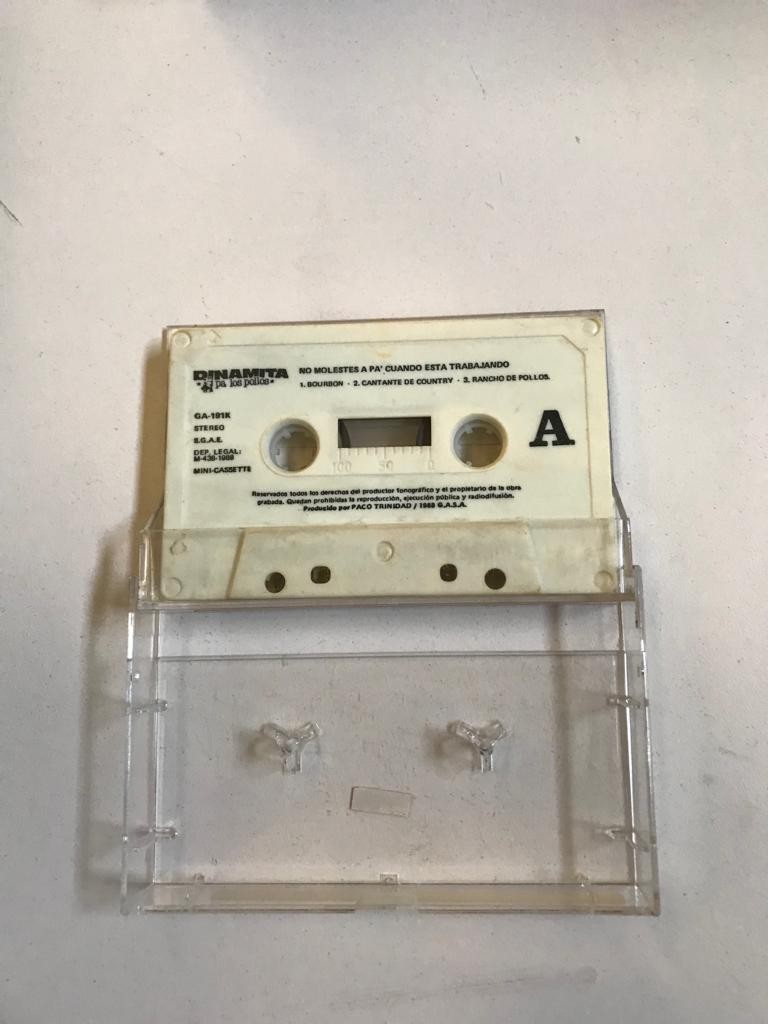 DINAMITA
pa los pollos
NO MOLESTES A PA' CUANDO ESTA TRABAJANDO
1. BOURBON · 2. CANTANTE DE COUNTRY · 3. RANCHO DE POLLOS.
GA-191K
STEREO
S.G.A.E.
DEP. LEGAL:
M-436-1988
MINI-CASSETTE
A
100 50 0
Reservados todos los derechos del productor fonográfico y el propietario de la obra
grabada. Quedan prohibidas la reproducción, ejecución pública y radiodifusión.
Producido por PACO TRINIDAD / 1988 G.A.S.A.